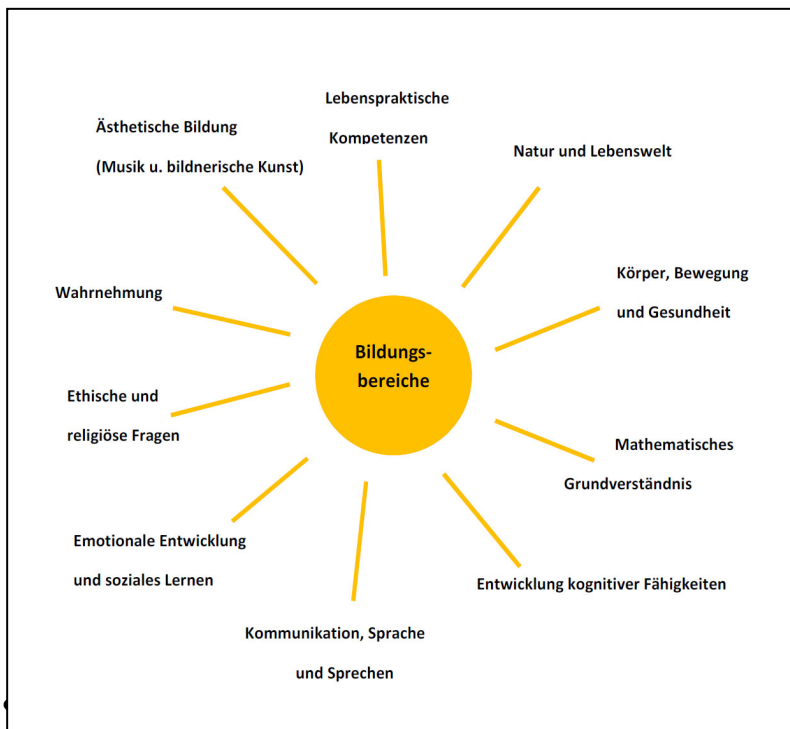 Lebenspraktische
Kompetenzen
Ästhetische Bildung
(Musik u. bildnerische Kunst)
Natur und Lebenswelt
Körper, Bewegung
und Gesundheit
Wahrnehmung
Bildungs-
bereiche
Ethische und
religiöse Fragen
Mathematisches
Grundverständnis
Emotionale Entwicklung
und soziales Lernen
Entwicklung kognitiver Fähigkeiten
Kommunikation, Sprache
und Sprechen